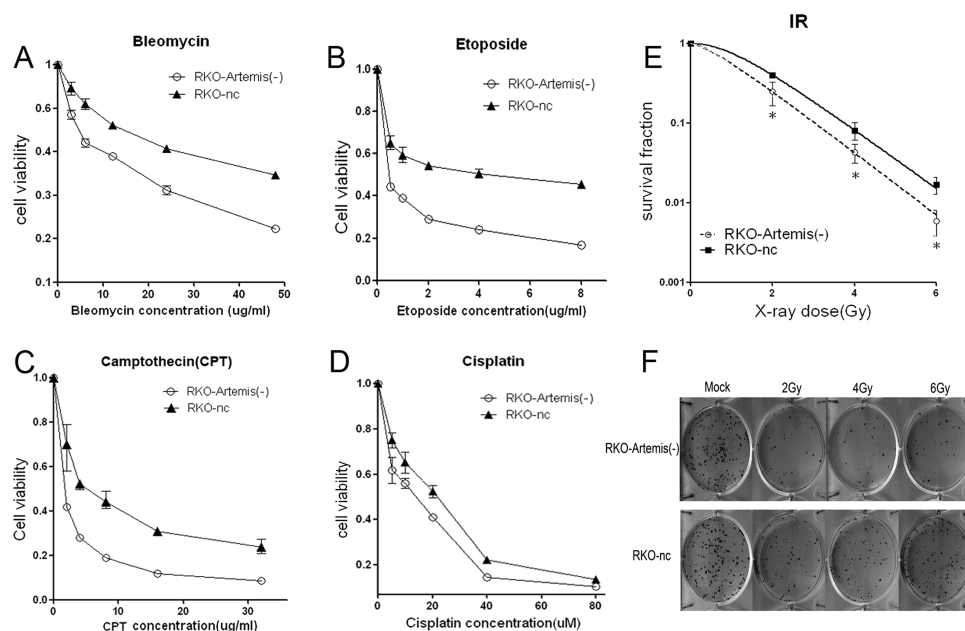 A
Bleomycin
RKO-Artemis(-)
RKO-nc
cell viability
1
0.6
0.4
0.3
0.2
0.1
0 10 20 30 40 50
Bleomycin concentration (ug/ml)
B
Etoposide
RKO-Artemis(-)
RKO-nc
Cell viability
1.0
0.8
0.6
0.4
0.2
0.0
0 2 4 6 8
Etoposide concentration(ug/ml)
E
IR
survival fraction
1
0.1
0.01
0.001
* * *
RKO-Artemis(-)
RKO-nc
0 2 4 6
X-ray dose(Gy)
C
Camptothecin(CPT)
RKO-Artemis(-)
RKO-nc
Cell viability
1.0
0.8
0.6
0.4
0.2
0.0
0 10 20 30
CPT concentration(ug/ml)
D
Cisplatin
RKO-Artemis(-)
RKO-nc
cell viability
1.0
0.8
0.6
0.4
0.2
0.0
0 20 40 60 80
Cisplatin concentration(uM)
F
Mock 2Gy 4Gy 6Gy
RKO-Artemis(-)
RKO-nc